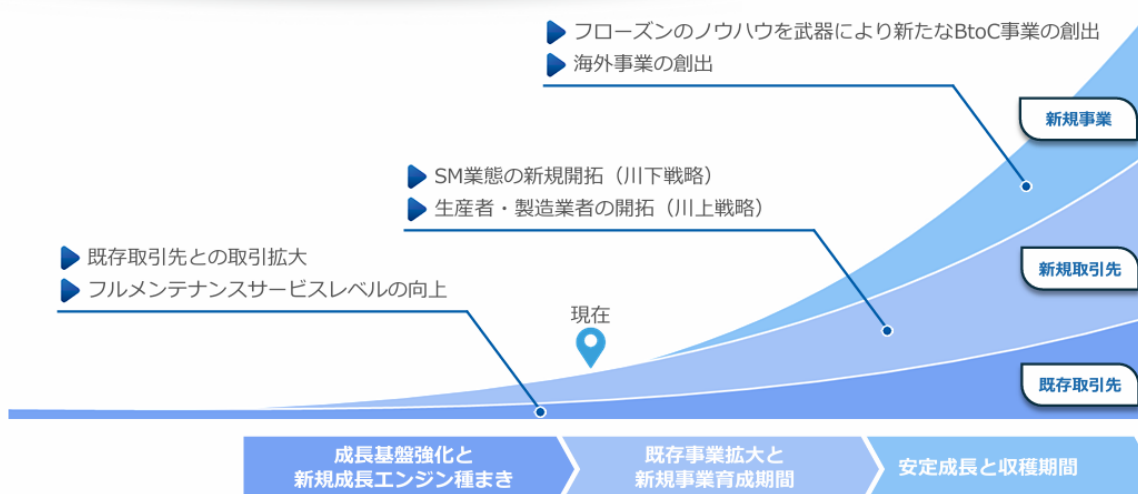 フローズンのノウハウを武器により新たなBtoC事業の創出
海外事業の創出
新規事業
SM業態の新規開拓（川下戦略）
生産者・製造業者の開拓（川上戦略）
既存取引先との取引拡大
フルメンテナンスサービスレベルの向上
新規取引先
現在
既存取引先
成長基盤強化と
新規成長エンジン種まき
既存事業拡大と
新規事業育成期間
安定成長と収穫期間